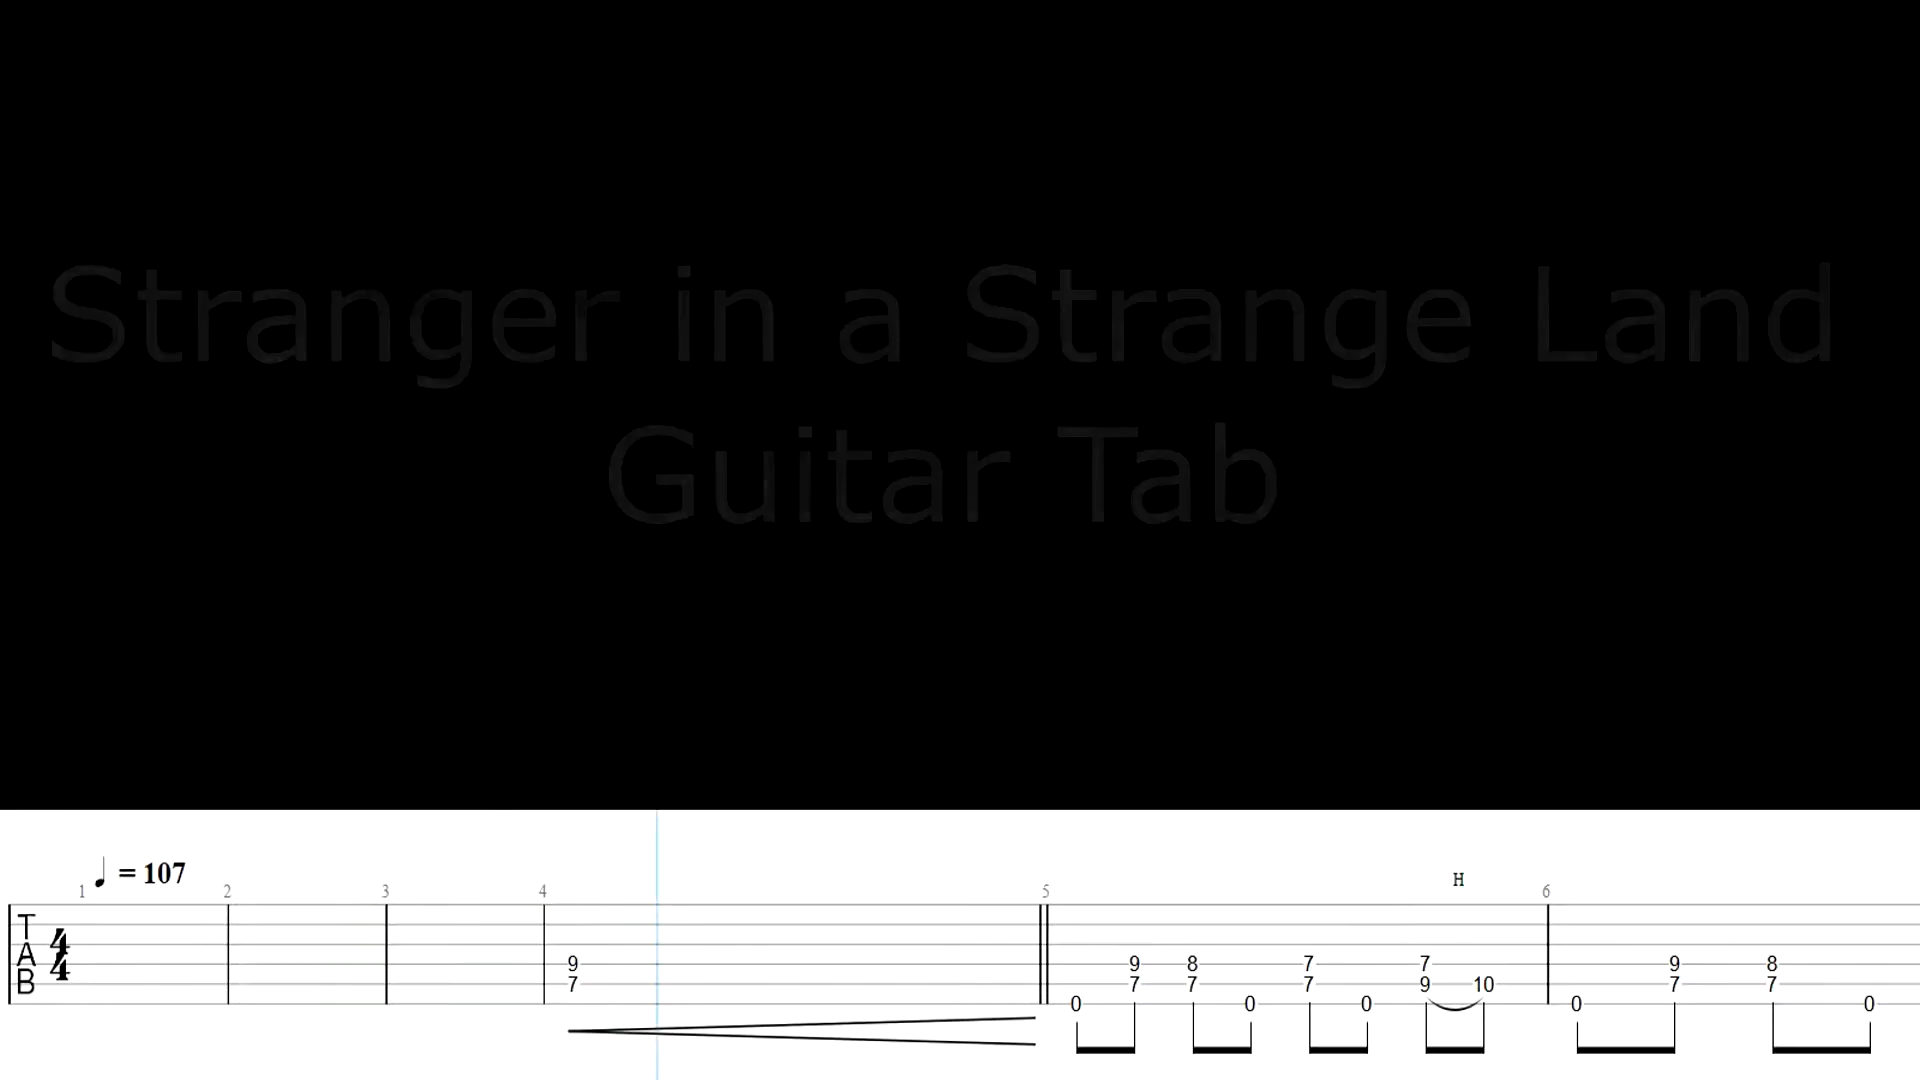 Stranger in a Strange Land
Guitar Tab
♩ = 107
1 2 3 4 5 H 6
T
A
B
4
4
9 9 8 7 7 9 8
7 7 7 7 9 10 7 7
0 0 0 0 0